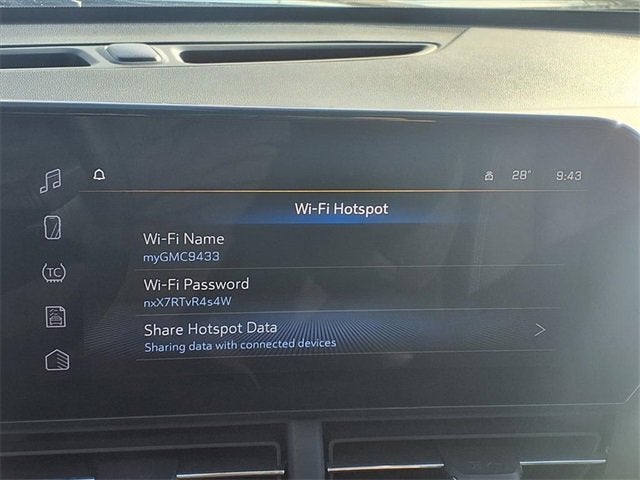 28° 9:43
Wi-Fi Hotspot
Wi-Fi Name
myGMC9433
Wi-Fi Password
nxX7RTvR4s4W
TC
Share Hotspot Data
Sharing data with connected devices